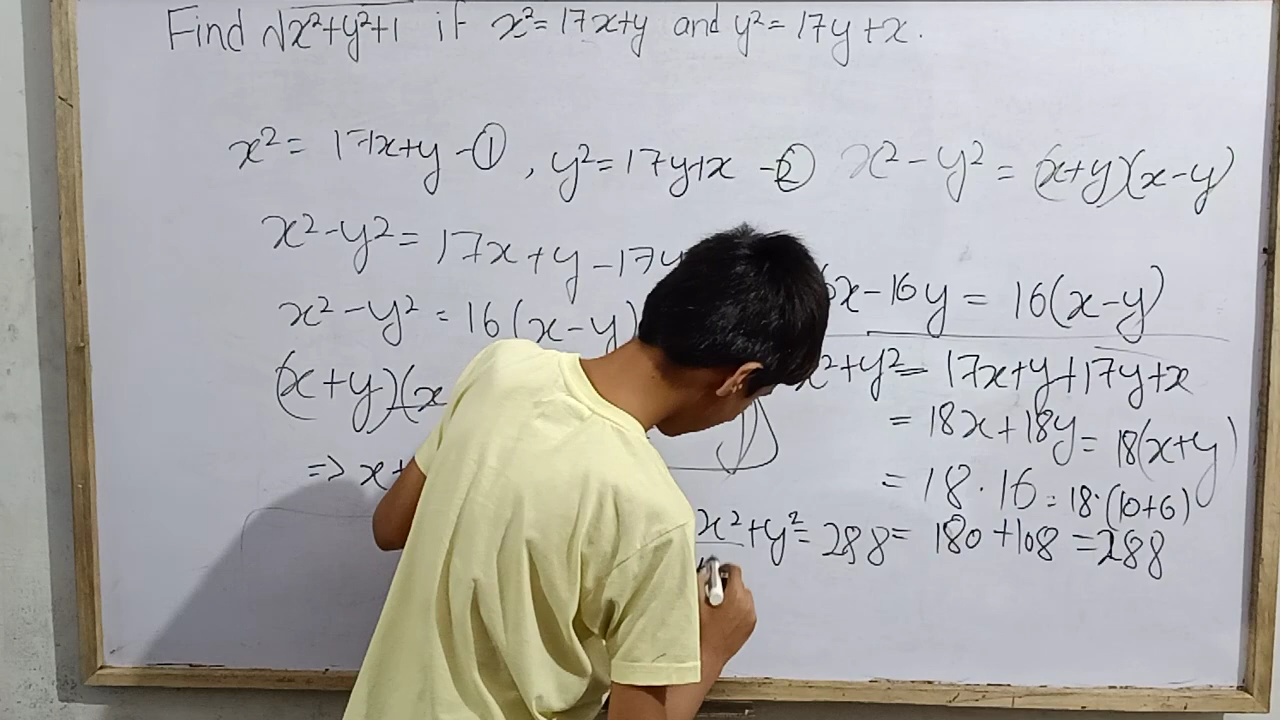 Find √x²+y²+1 if x²=17x+y and y²=17y+x.
x²= 17x+y -①, y²=17y+x -② x²-y² = (x+y)(x-y)
x²-y²= 17x+y-17y
x²-y² = 16(x-y)
6x-16y = 16(x-y)
(x+y)(x
x²+y²= 17x+y+17y+x
= 18x+18y= 18(x+y)
=> x+
= 18.16 = 18.(10+6)
x²+y²= 288= 180+108 =288